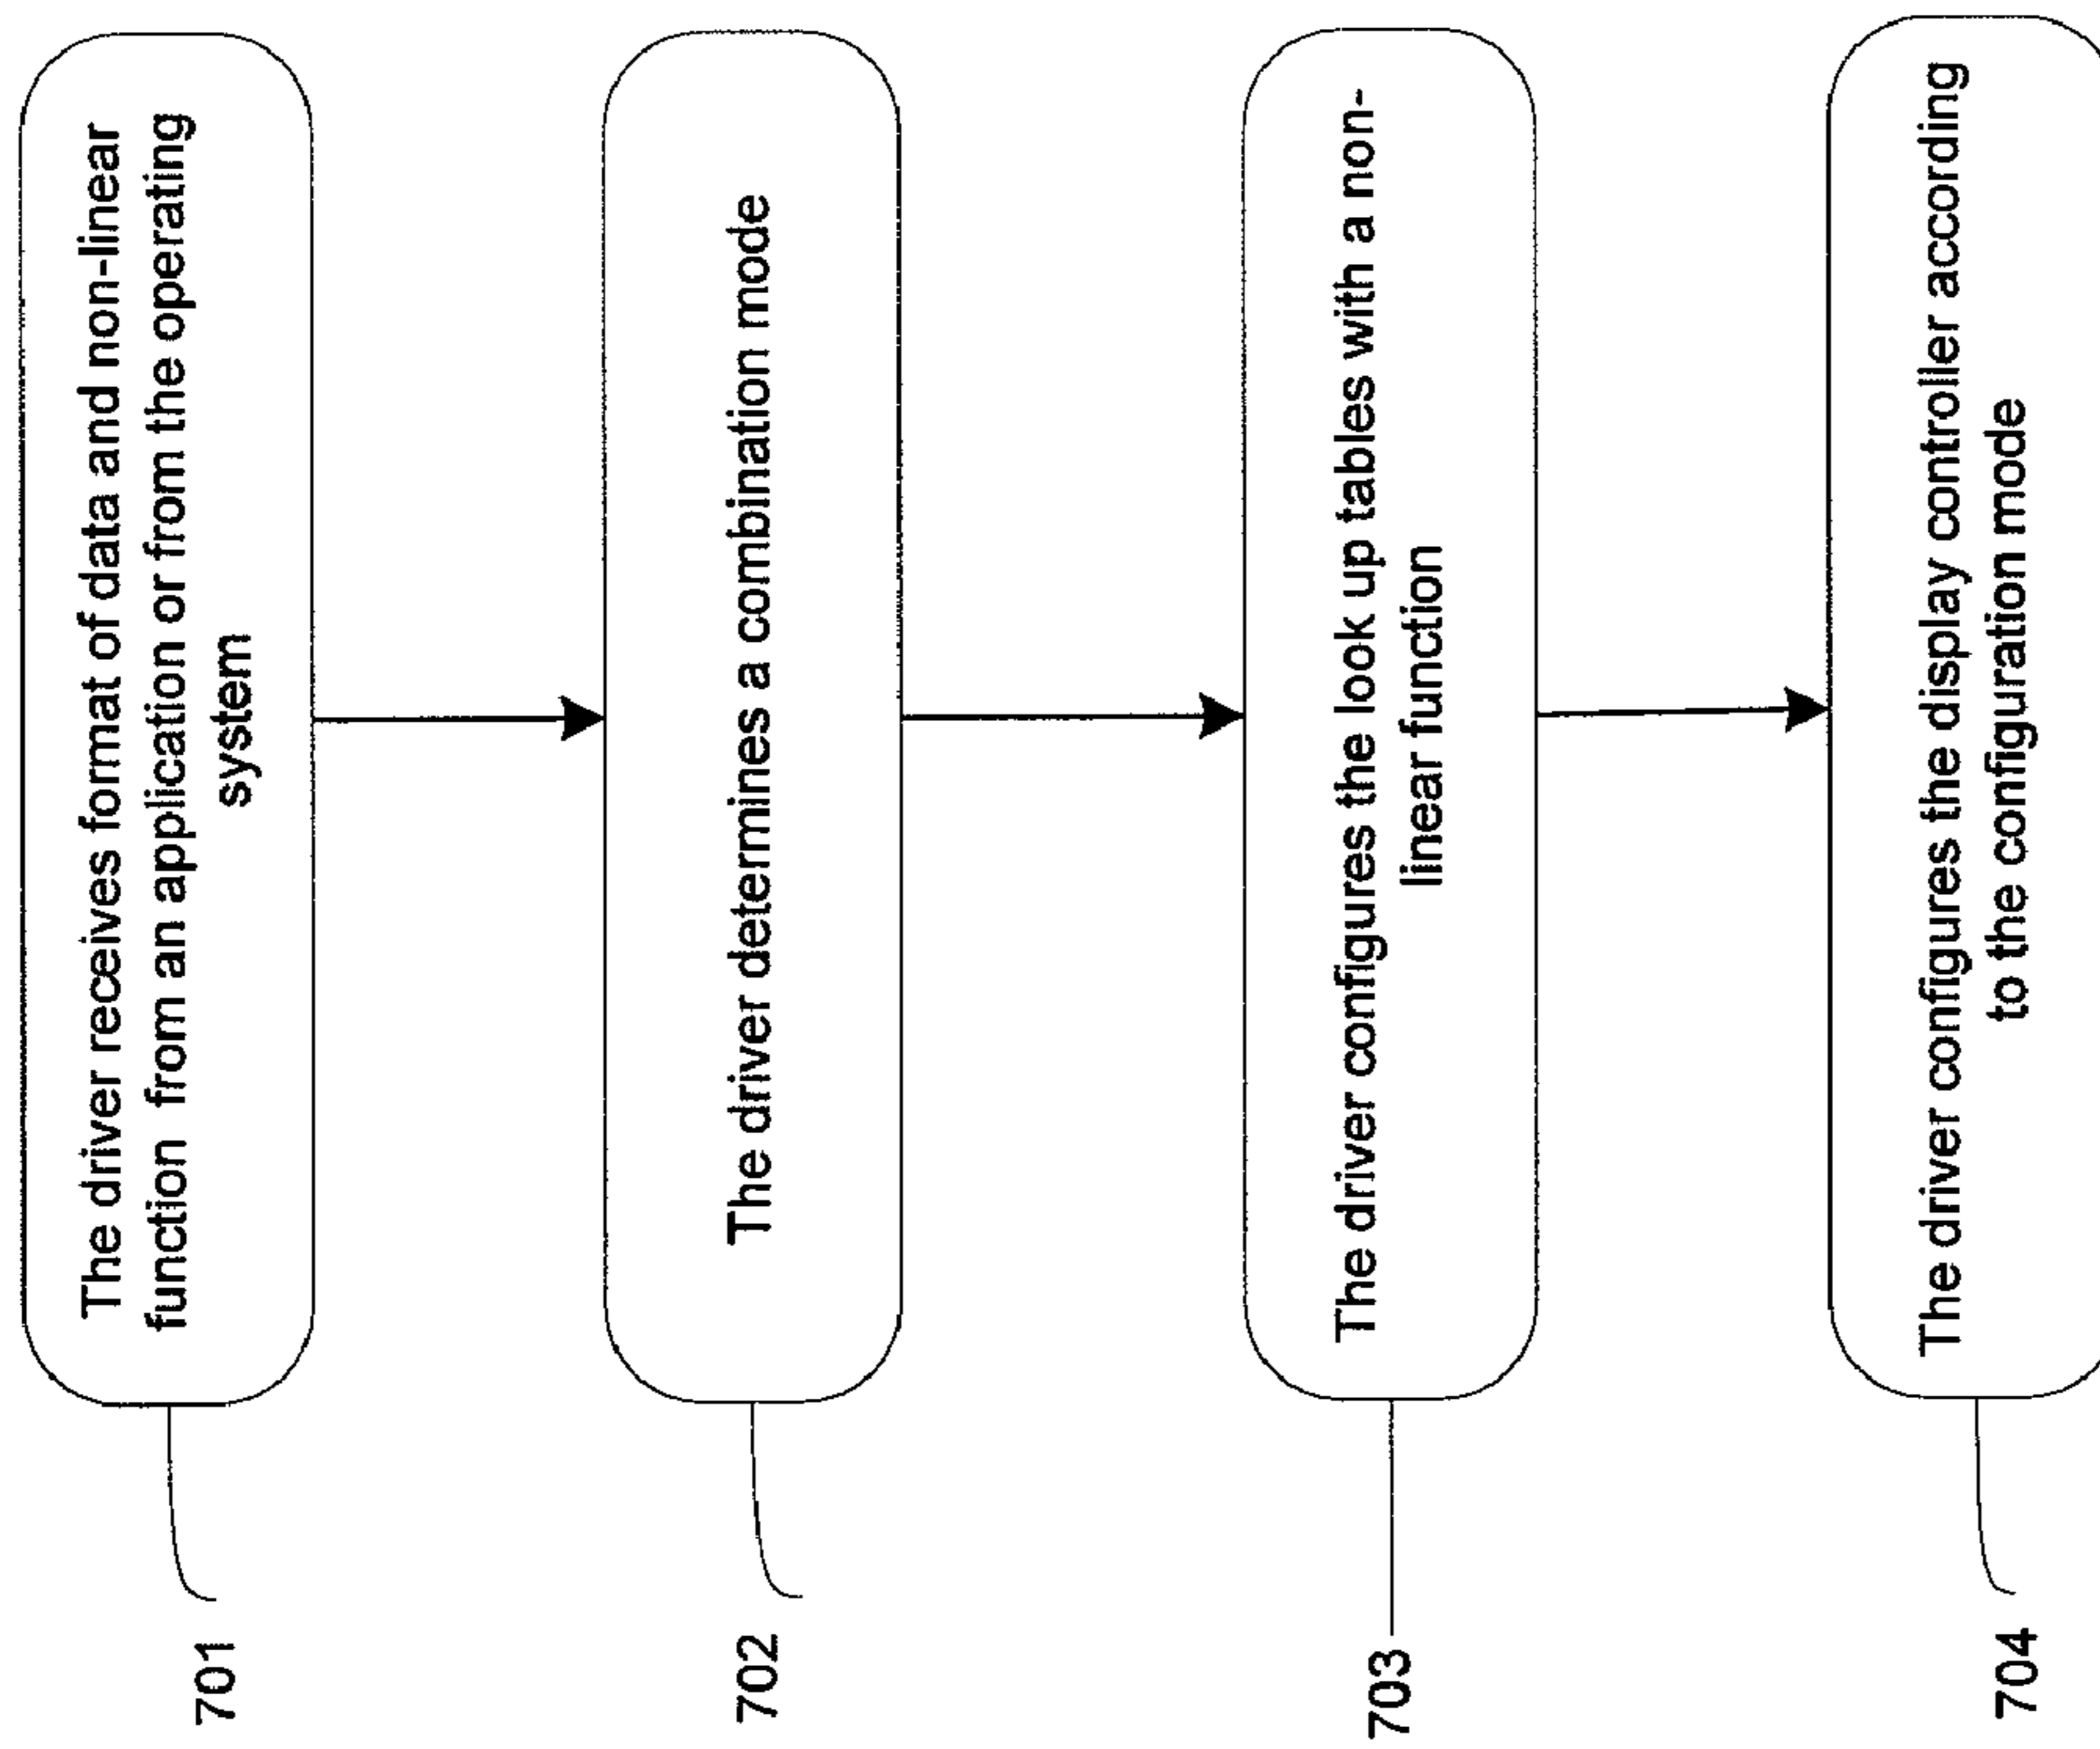 701
The driver receives format of data and non-linear
function from an application or from the operating
system
702
The driver determines a combination mode
703
The driver configures the look up tables with a non-
linear function
704
The driver configures the display controller according
to the configuration mode